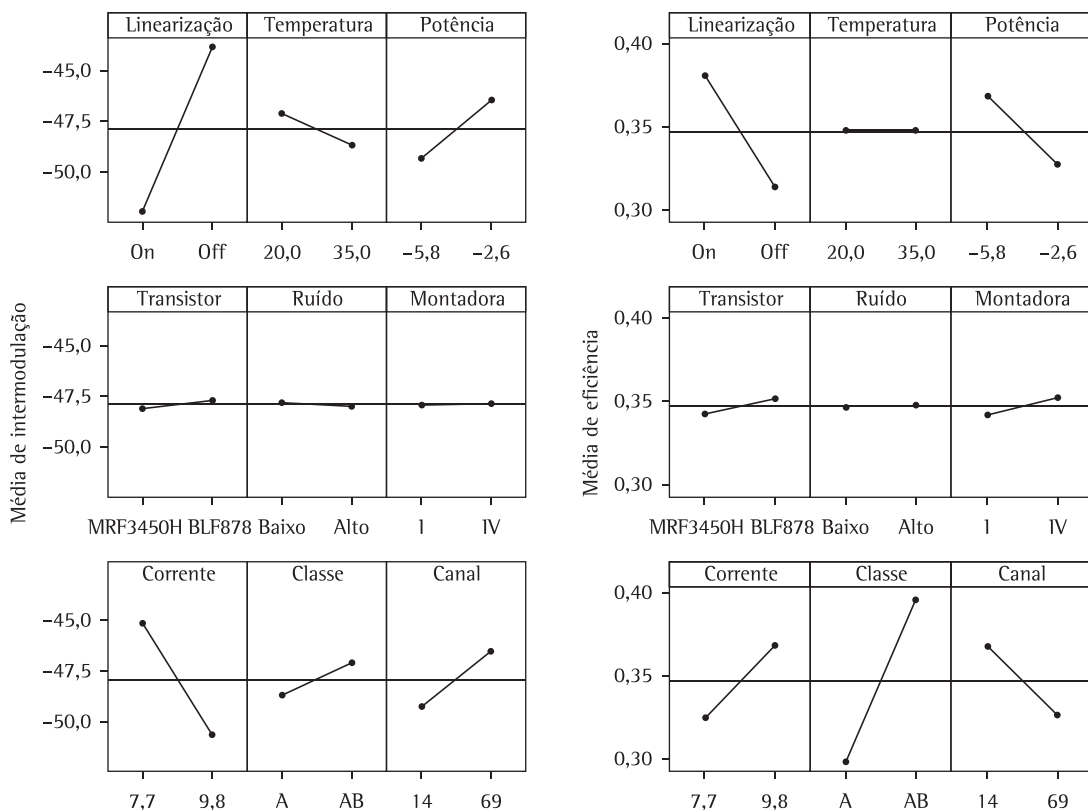 Média de intermodulação
Linearização Temperatura Potência
−45,0
−47,5
−50,0
On Off 20,0 35,0 −5,8 −2,6
Transistor Ruído Montadora
−45,0
−47,5
−50,0
MRF3450H BLF878 Baixo Alto I IV
Corrente Classe Canal
−45,0
−47,5
−50,0
7,7 9,8 A AB 14 69
Média de eficiência
Linearização Temperatura Potência
0,40
0,35
0,30
On Off 20,0 35,0 −5,8 −2,6
Transistor Ruído Montadora
0,40
0,35
0,30
MRF3450H BLF878 Baixo Alto I IV
Corrente Classe Canal
0,40
0,35
0,30
7,7 9,8 A AB 14 69